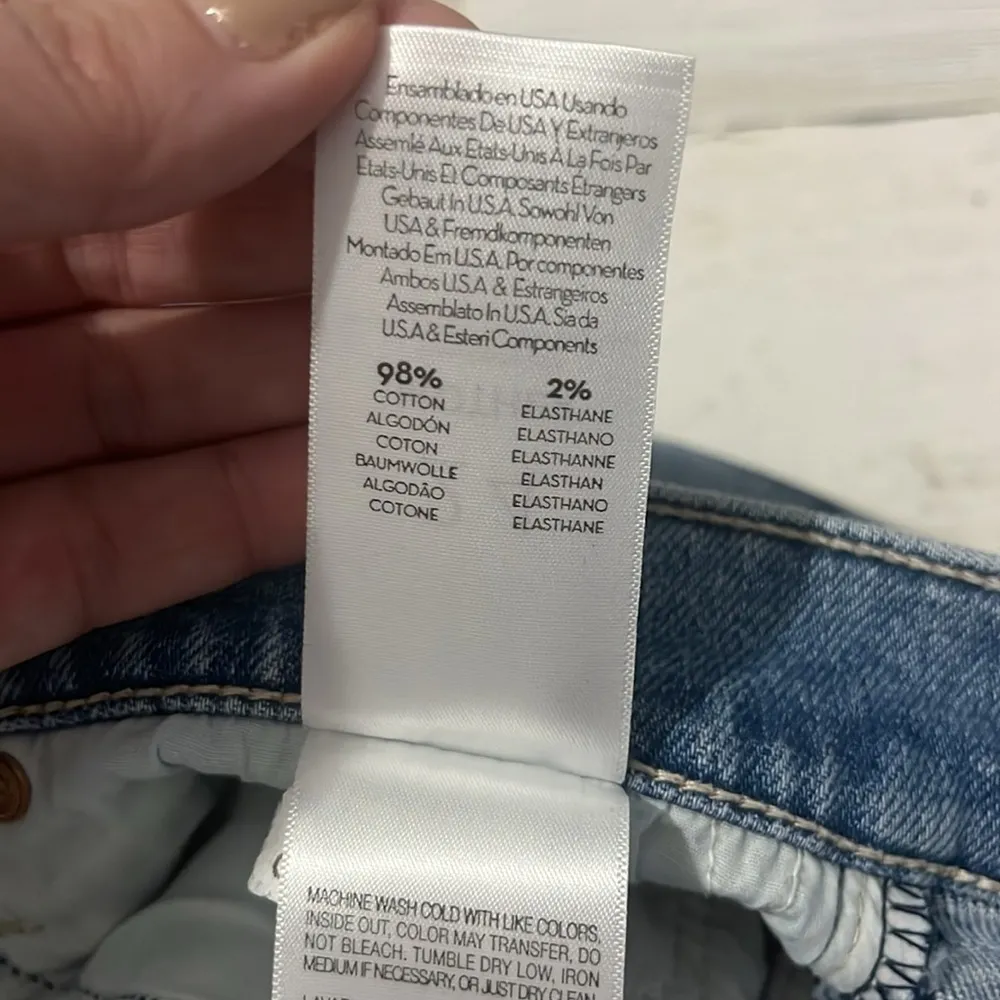 Ensamblado en USA Usando
Componentes De USA Y Extranjeros
Assemlé Aux Etats-Unis À La Fois Par
Etats-Unis Et Composants Étrangers
Gebaut In U.S.A. Sowohl Von
USA & Fremdkomponenten
Montado Em U.S.A. Por componentes
Ambos U.S.A & Estrangeiros
Assemblato In U.S.A. Sia da
U.S.A & Esteri Components
98% 2%
COTTON ELASTHANE
ALGODÓN ELASTHANO
COTON ELASTHANNE
BAUMWOLLE ELASTHAN
ALGODÃO ELASTHANO
COTONE ELASTHANE
MACHINE WASH COLD WITH LIKE COLORS,
INSIDE OUT, COLOR MAY TRANSFER, DO
NOT BLEACH. TUMBLE DRY LOW, IRON
MEDIUM IF NECESSARY, OR JUST DRY CLEAN